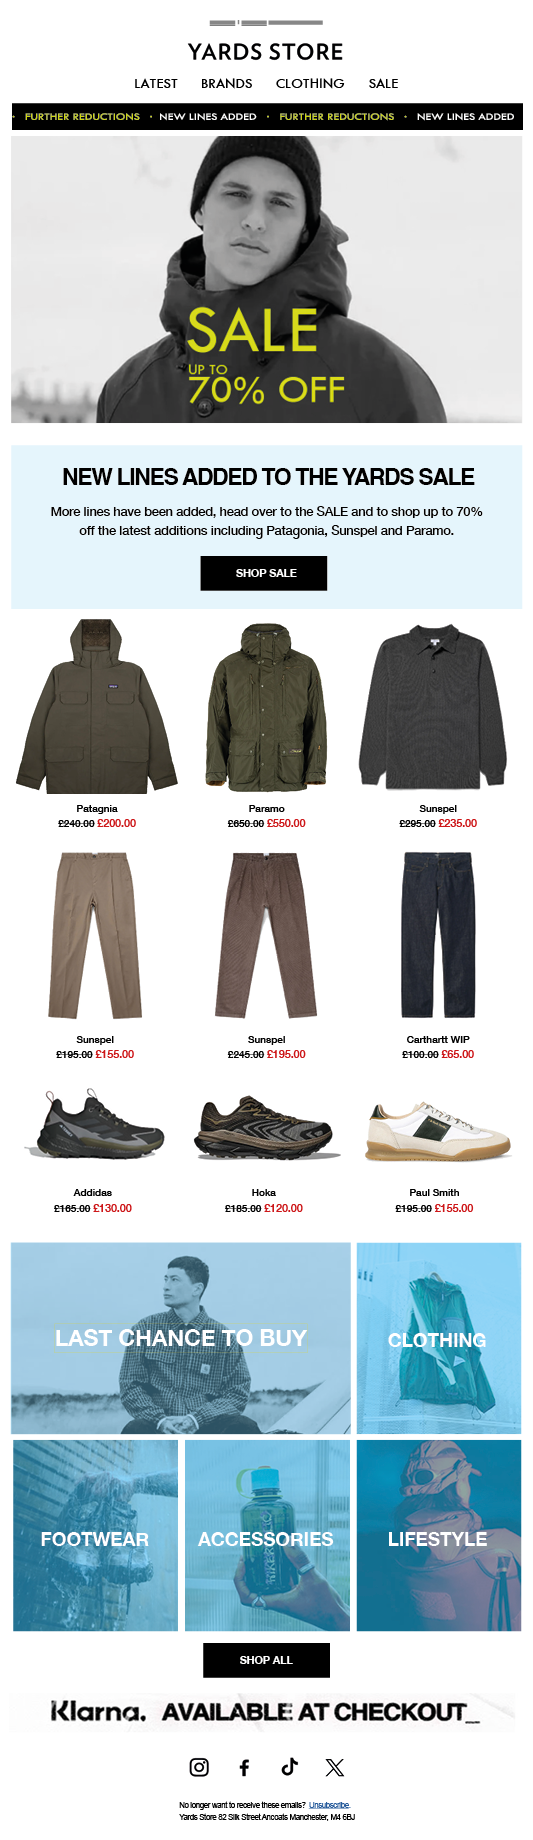 YARDS STORE
LATEST BRANDS CLOTHING SALE
· FURTHER REDUCTIONS · NEW LINES ADDED · FURTHER REDUCTIONS · NEW LINES ADDED
SALE
UP TO
70% OFF
NEW LINES ADDED TO THE YARDS SALE
More lines have been added, head over to the SALE and to shop up to 70%
off the latest additions including Patagonia, Sunspel and Paramo.
SHOP SALE
Patagnia Paramo Sunspel
£240.00 £200.00 £650.00 £550.00 £295.00 £235.00
Sunspel Sunspel Carthartt WIP
£195.00 £155.00 £245.00 £195.00 £100.00 £65.00
Addidas Hoka Paul Smith
£165.00 £130.00 £185.00 £120.00 £195.00 £155.00
LAST CHANCE TO BUY
CLOTHING
FOOTWEAR ACCESSORIES LIFESTYLE
SHOP ALL
Klarna. AVAILABLE AT CHECKOUT_
No longer want to receive these emails? Unsubscribe.
Yards Store 82 Silk Street Ancoats Manchester, M4 6BJ